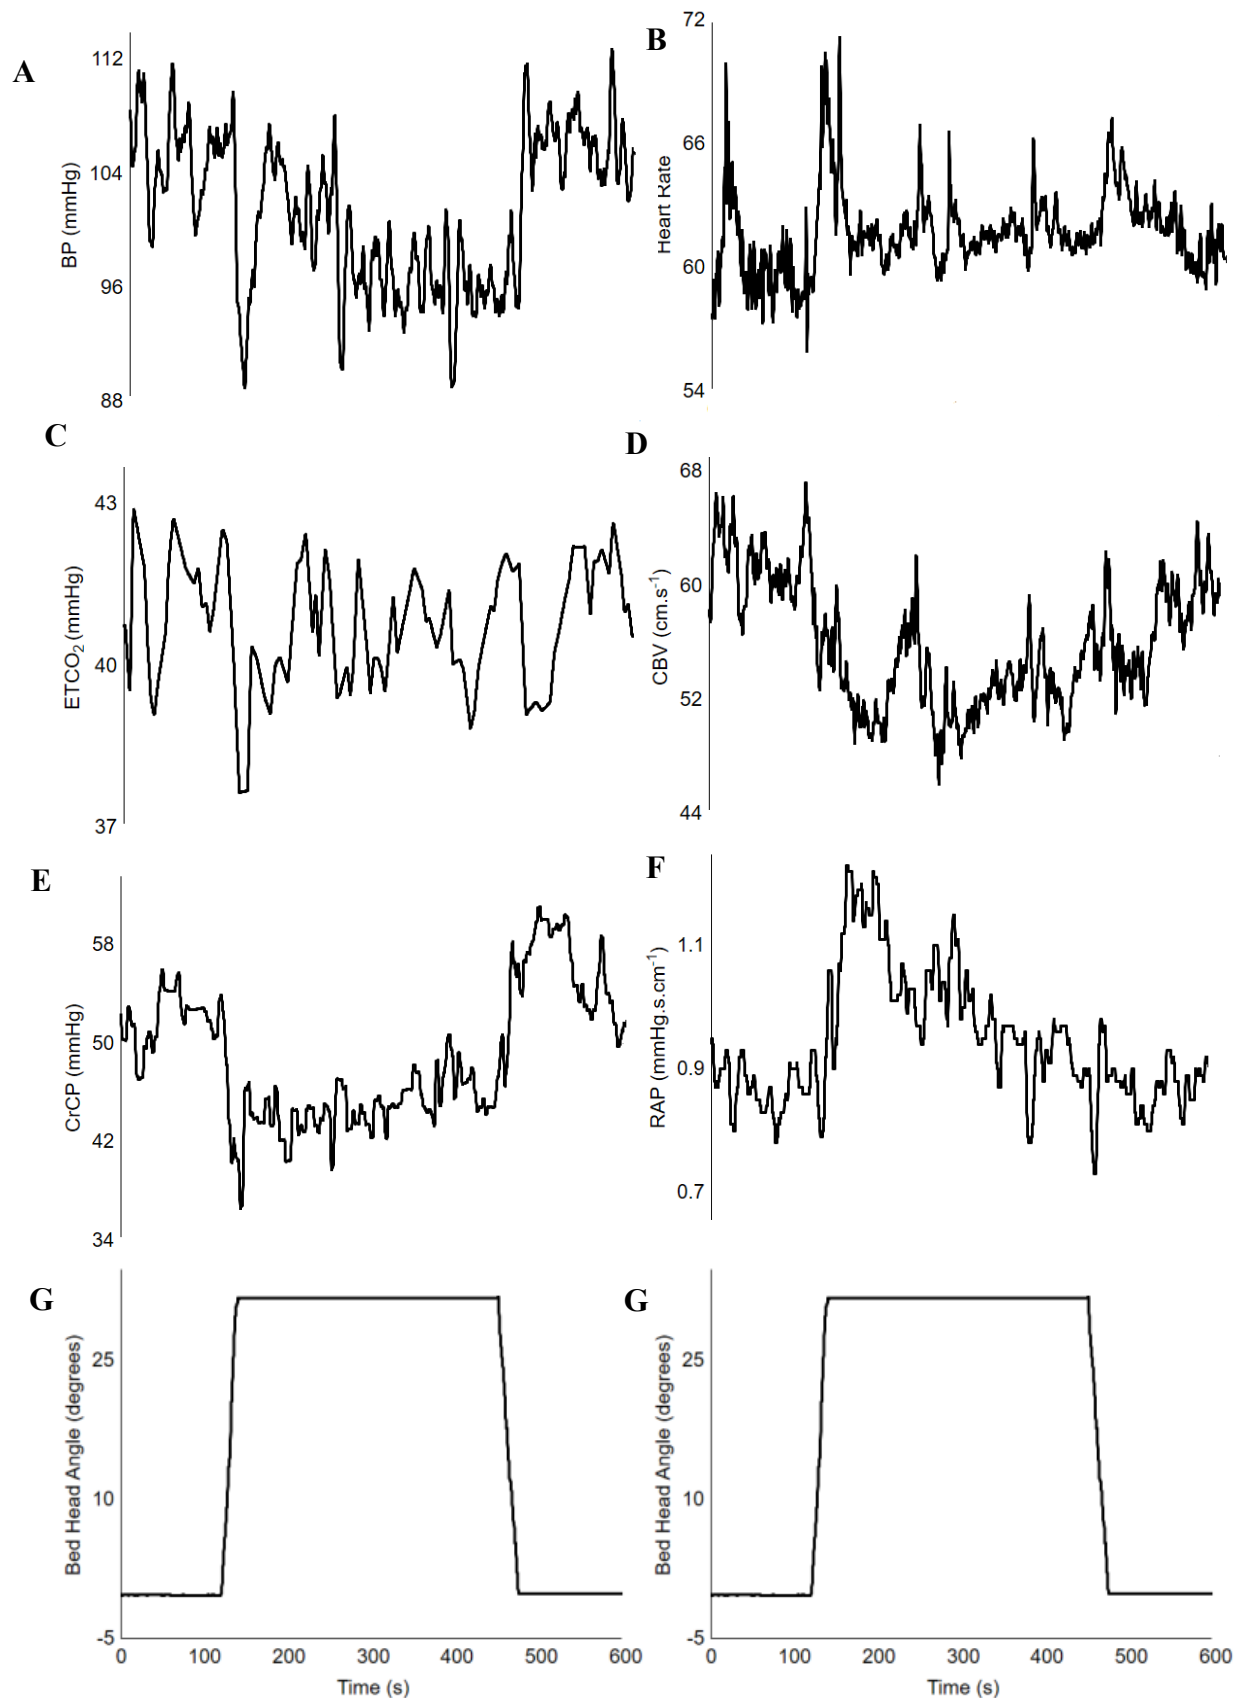 A
112
104
96
88
BP (mmHg)
B
72
66
60
54
Heart Rate
C
43
40
37
ETCO₂ (mmHg)
D
68
60
52
44
CBV (cm.s⁻¹)
E
58
50
42
34
CrCP (mmHg)
F
1.1
0.9
0.7
RAP (mmHg.s.cm⁻¹)
G
25
10
-5
Bed Head Angle (degrees)
0 100 200 300 400 500 600
Time (s)
G
25
10
-5
Bed Head Angle (degrees)
0 100 200 300 400 500 600
Time (s)